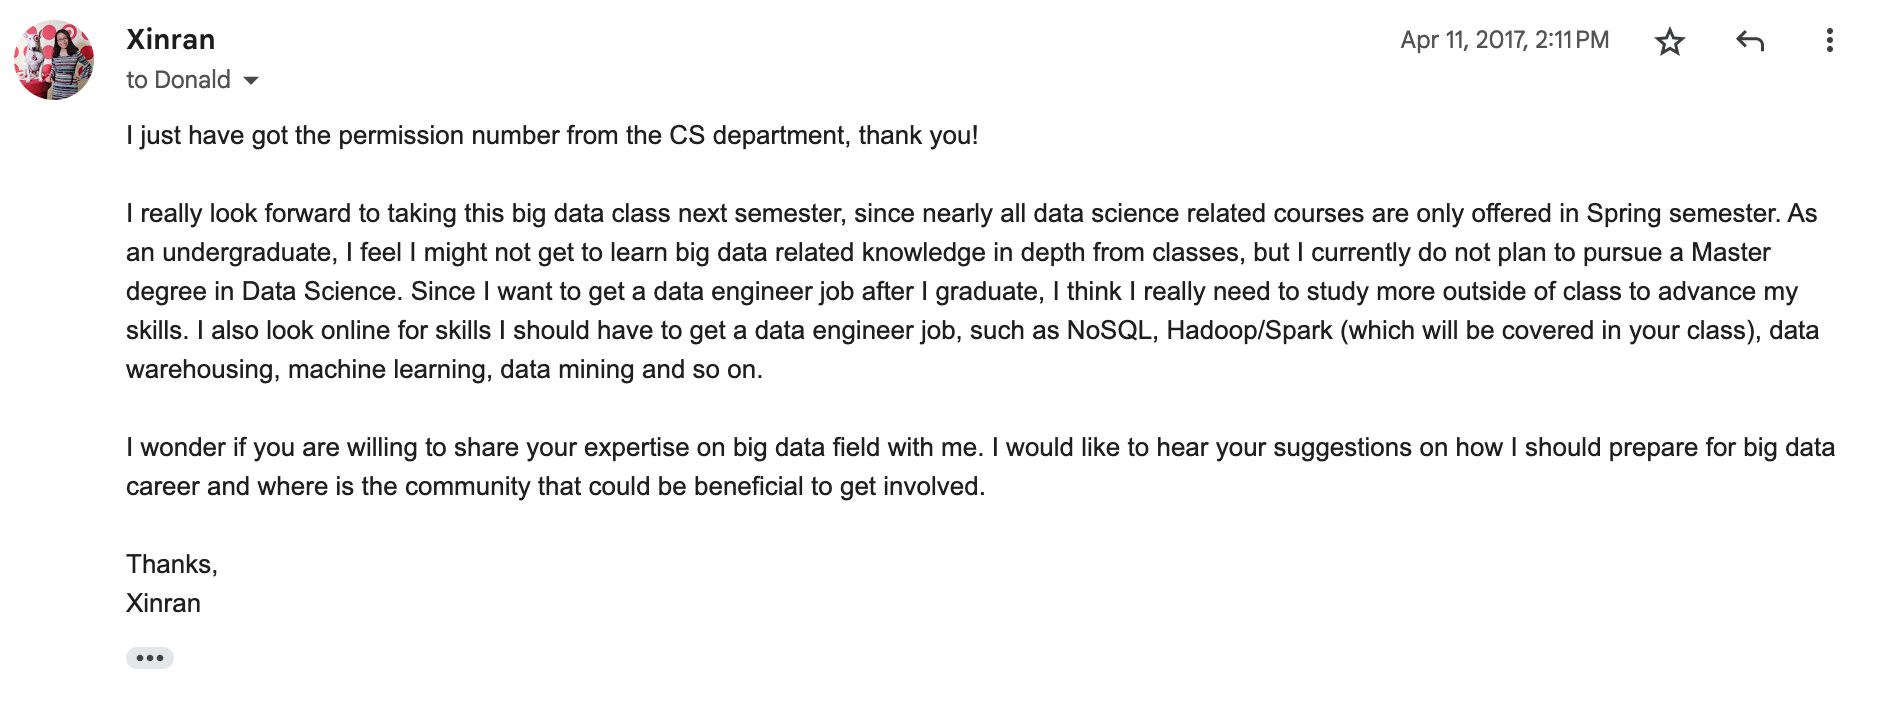 Xinran
Apr 11, 2017, 2:11 PM
to Donald
I just have got the permission number from the CS department, thank you!
I really look forward to taking this big data class next semester, since nearly all data science related courses are only offered in Spring semester. As
an undergraduate, I feel I might not get to learn big data related knowledge in depth from classes, but I currently do not plan to pursue a Master
degree in Data Science. Since I want to get a data engineer job after I graduate, I think I really need to study more outside of class to advance my
skills. I also look online for skills I should have to get a data engineer job, such as NoSQL, Hadoop/Spark (which will be covered in your class), data
warehousing, machine learning, data mining and so on.
I wonder if you are willing to share your expertise on big data field with me. I would like to hear your suggestions on how I should prepare for big data
career and where is the community that could be beneficial to get involved.
Thanks,
Xinran